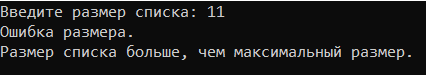 Введите размер списка: 11
Ошибка размера.
Размер списка больше, чем максимальный размер.